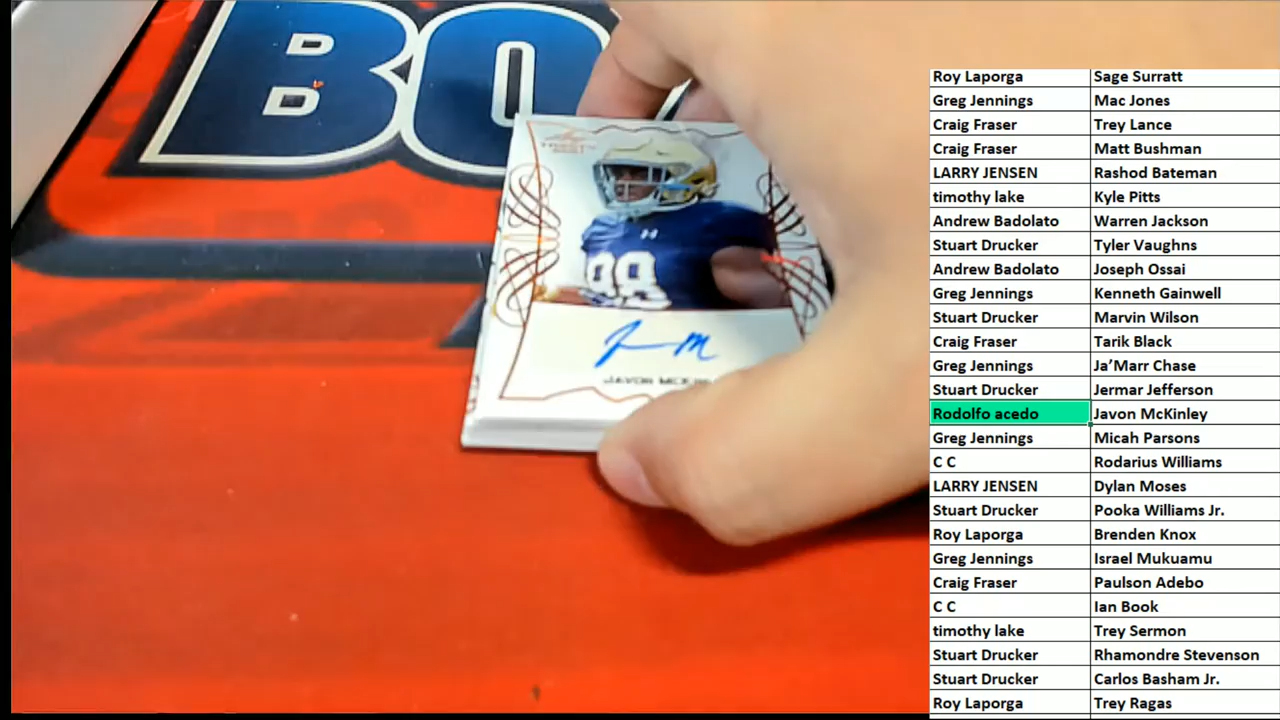 BO
88
Roy Laporga Sage Surratt
Greg Jennings Mac Jones
Craig Fraser Trey Lance
Craig Fraser Matt Bushman
LARRY JENSEN Rashod Bateman
timothy lake Kyle Pitts
Andrew Badolato Warren Jackson
Stuart Drucker Tyler Vaughns
Andrew Badolato Joseph Ossai
Greg Jennings Kenneth Gainwell
Stuart Drucker Marvin Wilson
Craig Fraser Tarik Black
Greg Jennings Ja’Marr Chase
Stuart Drucker Jermar Jefferson
Rodolfo acedo Javon McKinley
Greg Jennings Micah Parsons
C C Rodarius Williams
LARRY JENSEN Dylan Moses
Stuart Drucker Pooka Williams Jr.
Roy Laporga Brenden Knox
Greg Jennings Israel Mukuamu
Craig Fraser Paulson Adebo
C C Ian Book
timothy lake Trey Sermon
Stuart Drucker Rhamondre Stevenson
Stuart Drucker Carlos Basham Jr.
Roy Laporga Trey Ragas